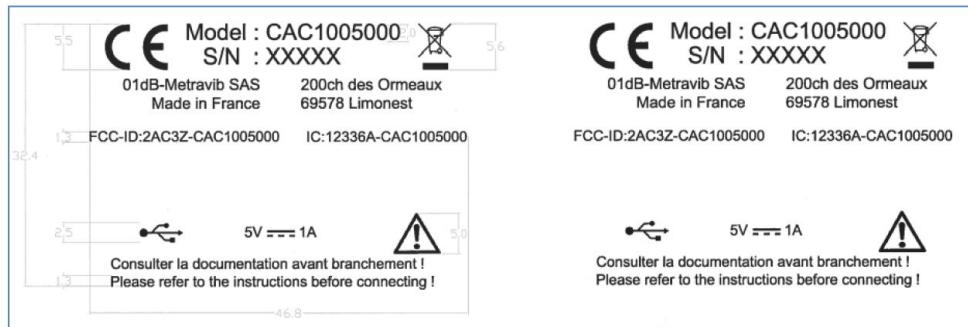 CE Model : CAC1005000
S/N : XXXXX
01dB-Metravib SAS 200ch des Ormeaux
Made in France 69578 Limonest
FCC-ID:2AC3Z-CAC1005000 IC:12336A-CAC1005000
5V 1A
Consulter la documentation avant branchement !
Please refer to the instructions before connecting !
5,5
2,0
5,6
1,3
32.4
2,5
5,0
1,3
46.8
CE Model : CAC1005000
S/N : XXXXX
01dB-Metravib SAS 200ch des Ormeaux
Made in France 69578 Limonest
FCC-ID:2AC3Z-CAC1005000 IC:12336A-CAC1005000
5V 1A
Consulter la documentation avant branchement !
Please refer to the instructions before connecting !